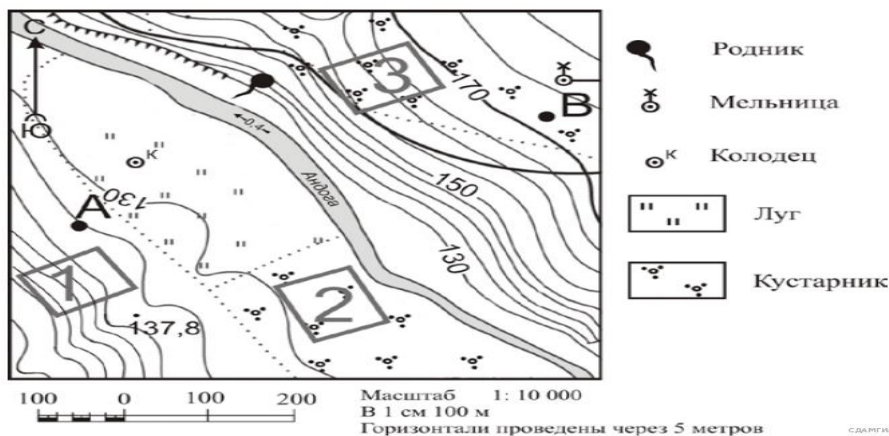 С
Ю
К
А
130
1
137,8
2
3
0,4
Андога
150
130
170
В
Родник
Мельница
К Колодец
Луг
Кустарник
100 0 100 200
Масштаб 1: 10 000
В 1 см 100 м
Горизонтали проведены через 5 метров
СДАМГИА